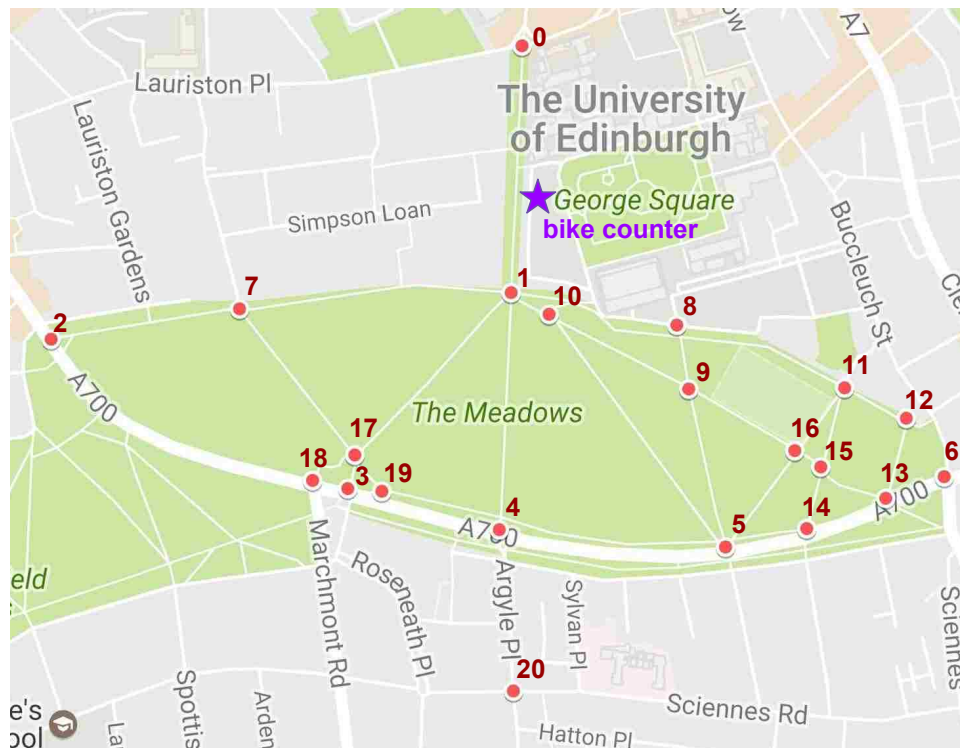 0
A7
ow
Lauriston Pl
The University
of Edinburgh
Lauriston Gardens
George Square
bike counter
Simpson Loan
Buccleuch St
Cle
1
10
7
8
2
9
11
12
A700
The Meadows
17
16
15
18
3
19
13
6
A700
4
14
A700
5
Marchmont Rd
Roseneath Pl
Argyle Pl
Sylvan Pl
Sciennes
eld
20
Spottis
Arden
Sciennes Rd
e's
ool
La
Hatton Pl